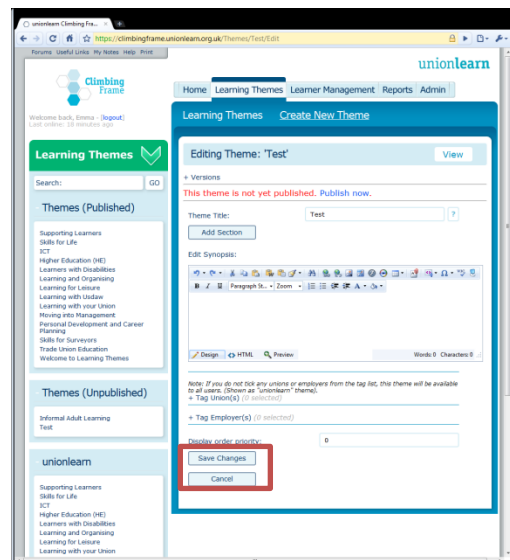 unionlearn Climbing Fra...
https://climbingframe.unionlearn.org.uk/Themes/Test/Edit
Forums Useful Links My Notes Help Print
unionlearn
Climbing
Frame
Home Learning Themes Learner Management Reports Admin
Welcome back, Emma - [logout]
Last online: 18 minutes ago
Learning Themes Create New Theme
Learning Themes
Search: GO
Themes (Published)
Supporting Learners
Skills for Life
ICT
Higher Education (HE)
Learners with Disabilities
Learning and Organising
Learning for Leisure
Learning with Usdaw
Learning with your Union
Moving into Management
Personal Development and Career
Planning
Skills for Surveyors
Trade Union Education
Welcome to Learning Themes
Themes (Unpublished)
Informal Adult Learning
Test
unionlearn
Supporting Learners
Skills for Life
ICT
Higher Education (HE)
Learners with Disabilities
Learning and Organising
Learning for Leisure
Learning with your Union
Editing Theme: 'Test' View
+ Versions
This theme is not yet published. Publish now.
Theme Title: Test ?
Add Section
Edit Synopsis:
B I U Paragraph St... Zoom
Design HTML Preview Words: 0 Characters: 0
Note: If you do not tick any unions or employers from the tag list, this theme will be available
to all users. (Shown as "unionlearn" theme).
+ Tag Union(s) (0 selected)
+ Tag Employer(s) (0 selected)
Display order priority: 0
Save Changes
Cancel